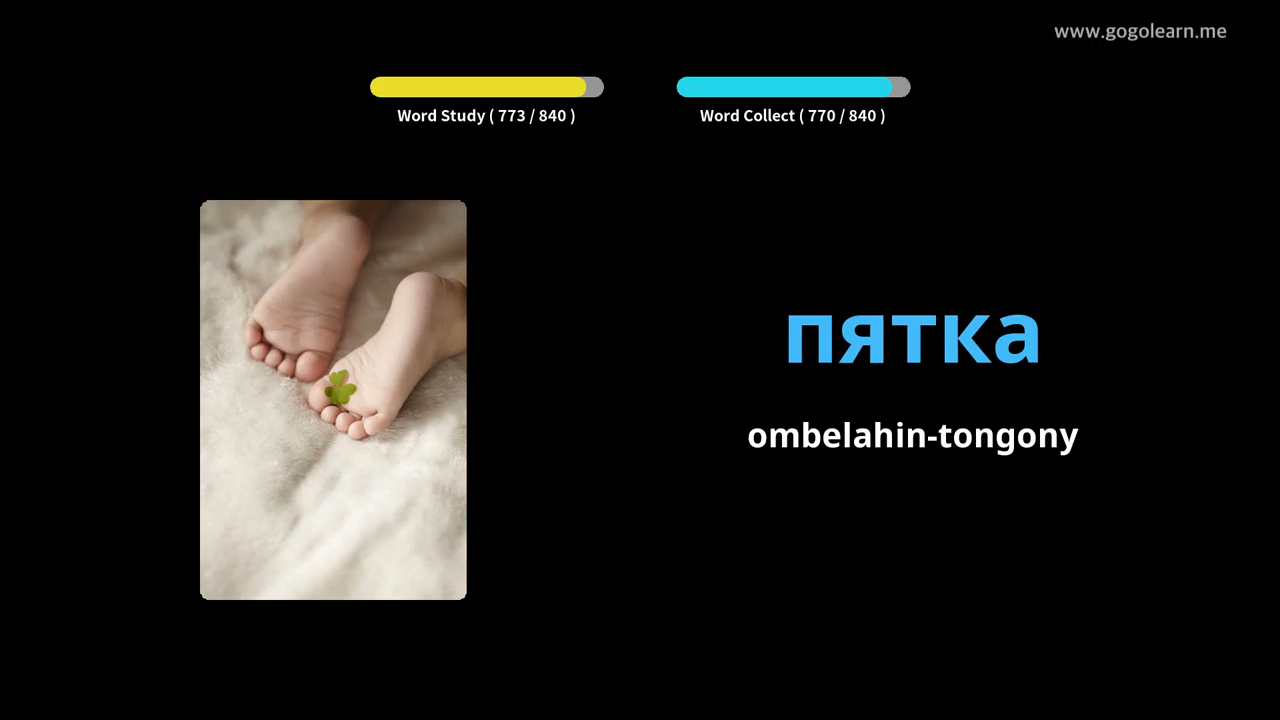 www.gogolearn.me
Word Study ( 773 / 840 )
Word Collect ( 770 / 840 )
пятка
ombelahin-tongony